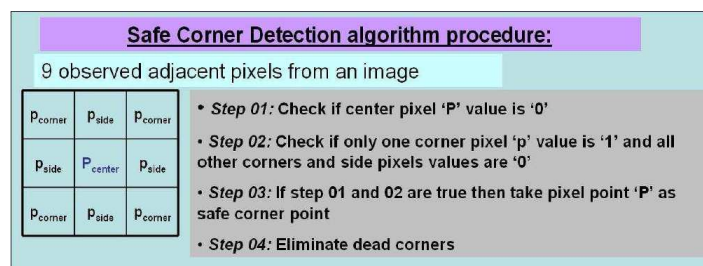 Safe Corner Detection algorithm procedure:
9 observed adjacent pixels from an image
Pcorner Pside Pcorner
Pside Pcenter Pside
Pcorner Pside Pcorner
• Step 01: Check if center pixel ‘P’ value is ‘0’
• Step 02: Check if only one corner pixel ‘p’ value is ‘1’ and all
other corners and side pixels values are ‘0’
• Step 03: If step 01 and 02 are true then take pixel point ‘P’ as
safe corner point
• Step 04: Eliminate dead corners